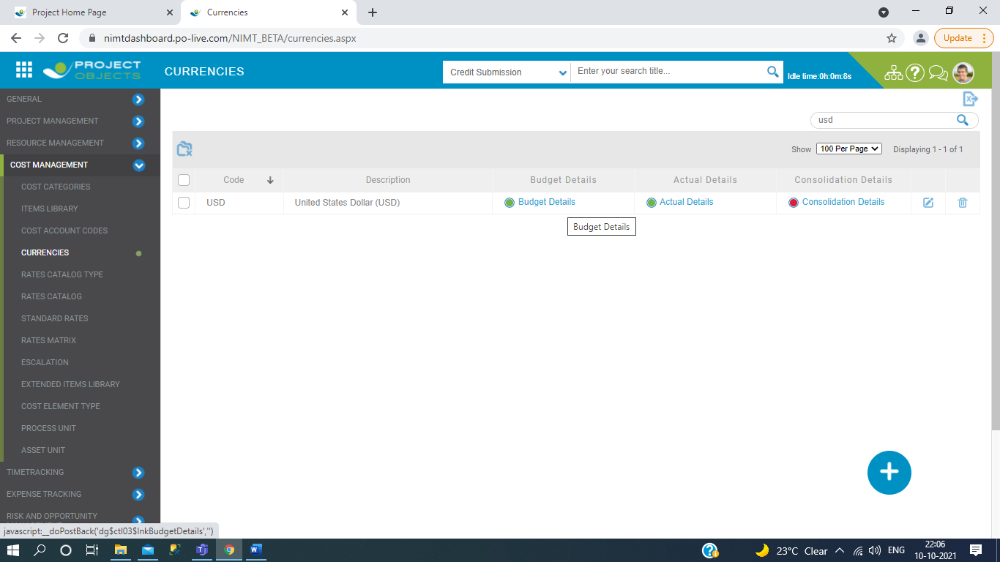 Project Home Page
Currencies
nimtdashboard.po-live.com/NIMT_BETA/currencies.aspx
Update
PROJECT
OBJECTS
CURRENCIES
Credit Submission
Enter your search title...
Idle time:0h:0m:8s
GENERAL
PROJECT MANAGEMENT
RESOURCE MANAGEMENT
COST MANAGEMENT
COST CATEGORIES
ITEMS LIBRARY
COST ACCOUNT CODES
CURRENCIES
RATES CATALOG TYPE
RATES CATALOG
STANDARD RATES
RATES MATRIX
ESCALATION
EXTENDED ITEMS LIBRARY
COST ELEMENT TYPE
PROCESS UNIT
ASSET UNIT
TIMETRACKING
EXPENSE TRACKING
RISK AND OPPORTUNITY
usd
Show 100 Per Page Displaying 1 - 1 of 1
Code Description Budget Details Actual Details Consolidation Details
USD United States Dollar (USD) Budget Details Actual Details Consolidation Details
Budget Details
javascript:__doPostBack('dg$ctl03$lnkBudgetDetails','')
23°C Clear
ENG
22:06
10-10-2021